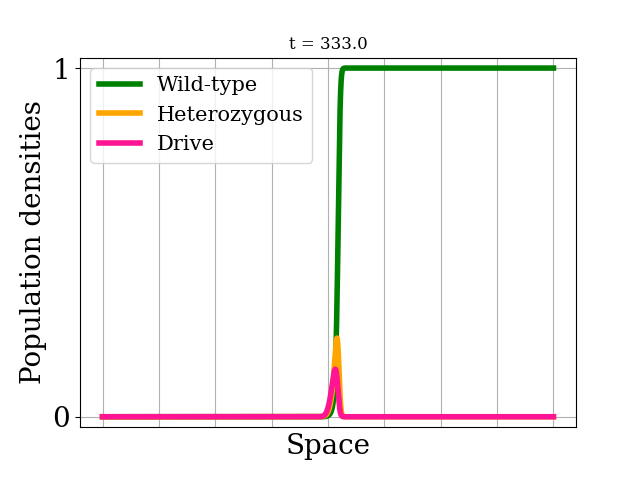 t = 333.0
Population densities
1
0
Wild-type
Heterozygous
Drive
Space